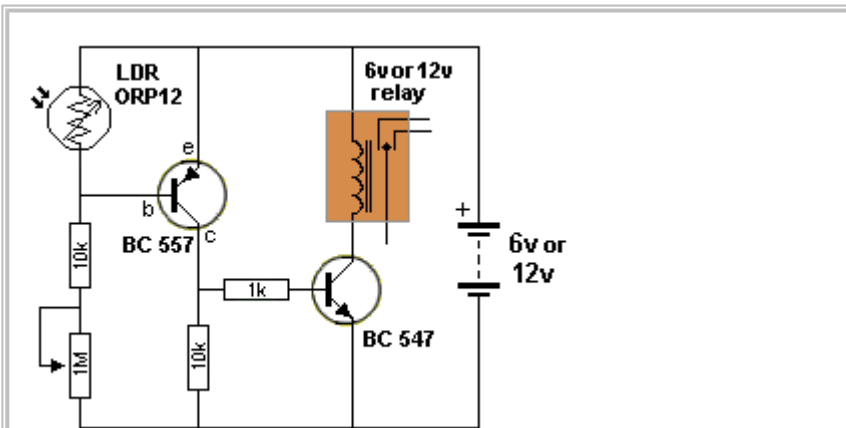 LDR
ORP12
6v or 12v
relay
e
b
c
BC 557
10k
1M
1k
10k
BC 547
+
6v or
12v